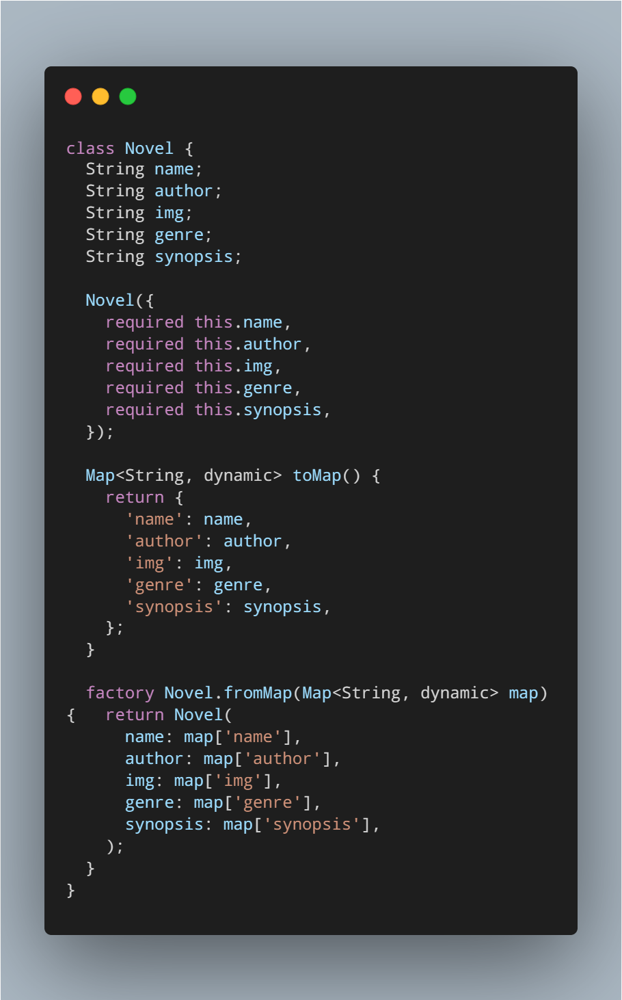 class Novel {
  String name;
  String author;
  String img;
  String genre;
  String synopsis;

  Novel({
    required this.name,
    required this.author,
    required this.img,
    required this.genre,
    required this.synopsis,
  });

  Map<String, dynamic> toMap() {
    return {
      'name': name,
      'author': author,
      'img': img,
      'genre': genre,
      'synopsis': synopsis,
    };
  }

  factory Novel.fromMap(Map<String, dynamic> map)
{   return Novel(
      name: map['name'],
      author: map['author'],
      img: map['img'],
      genre: map['genre'],
      synopsis: map['synopsis'],
    );
  }
}